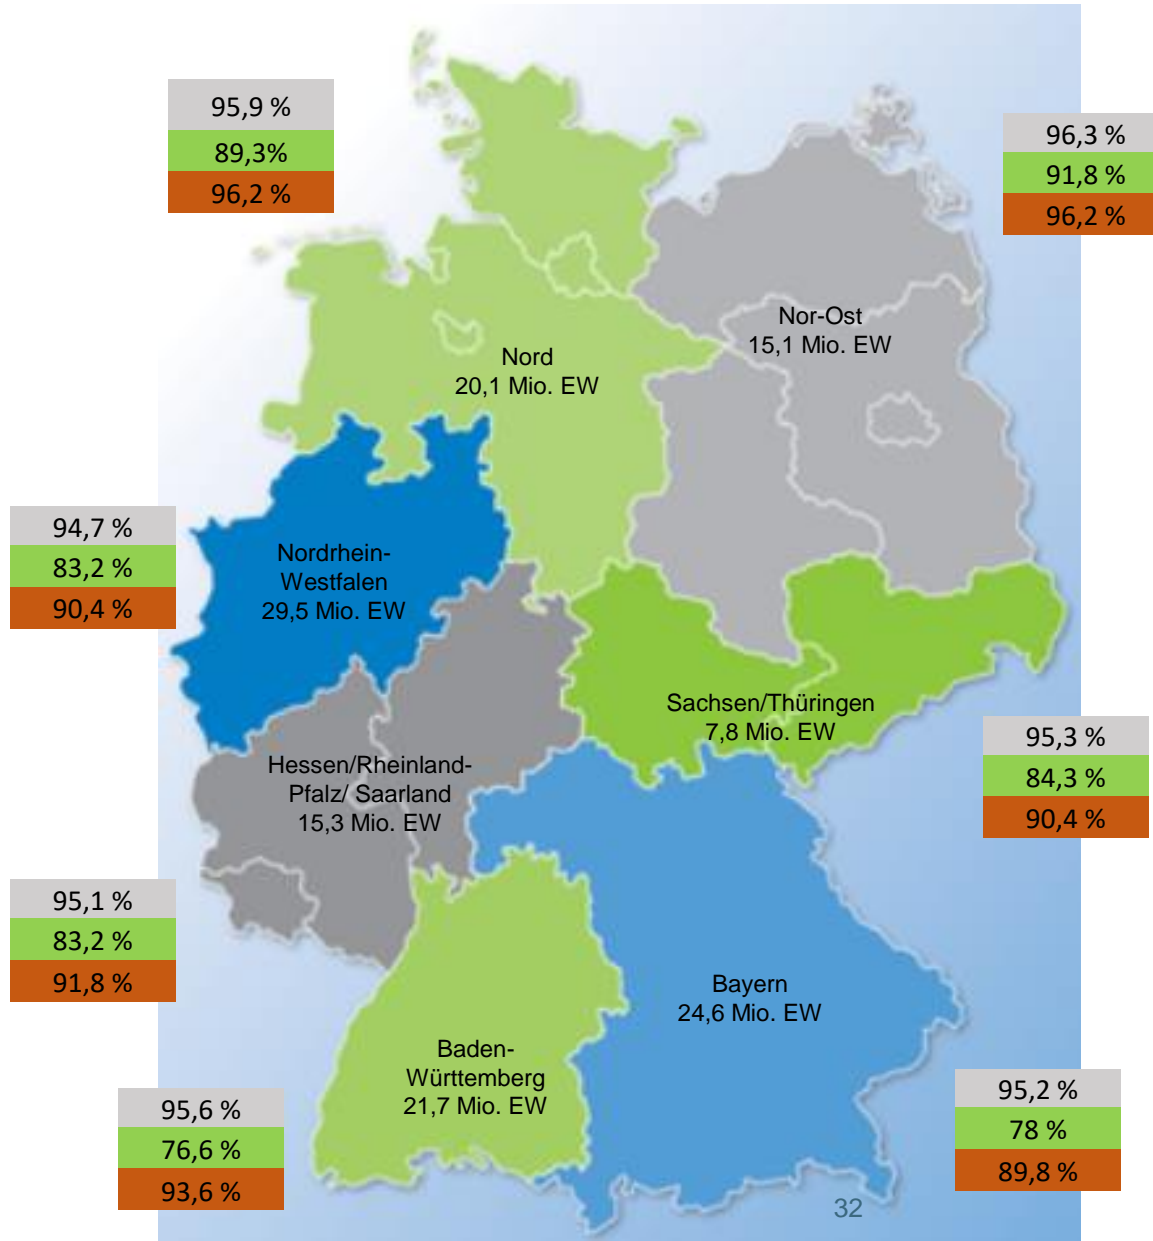 95,9 %
89,3%
96,2 %
96,3 %
91,8 %
96,2 %
Nor-Ost
15,1 Mio. EW
Nord
20,1 Mio. EW
94,7 %
83,2 %
90,4 %
Nordrhein-
Westfalen
29,5 Mio. EW
Sachsen/Thüringen
7,8 Mio. EW
95,3 %
84,3 %
90,4 %
Hessen/Rheinland-
Pfalz/ Saarland
15,3 Mio. EW
95,1 %
83,2 %
91,8 %
Bayern
24,6 Mio. EW
Baden-
Württemberg
21,7 Mio. EW
95,6 %
76,6 %
93,6 %
95,2 %
78 %
89,8 %
32